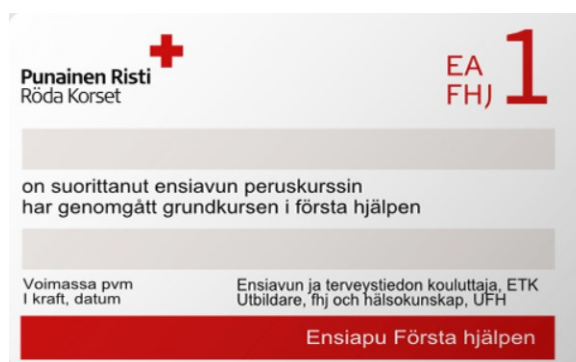 Punainen Risti
Röda Korset
EA
FHJ 1
on suorittanut ensiavun peruskurssin
har genomgått grundkursen i första hjälpen
Voimassa pvm
I kraft, datum
Ensiavun ja terveystiedon kouluttaja, ETK
Utbildare, fhj och hälsokunskap, UFH
Ensiapu Första hjälpen